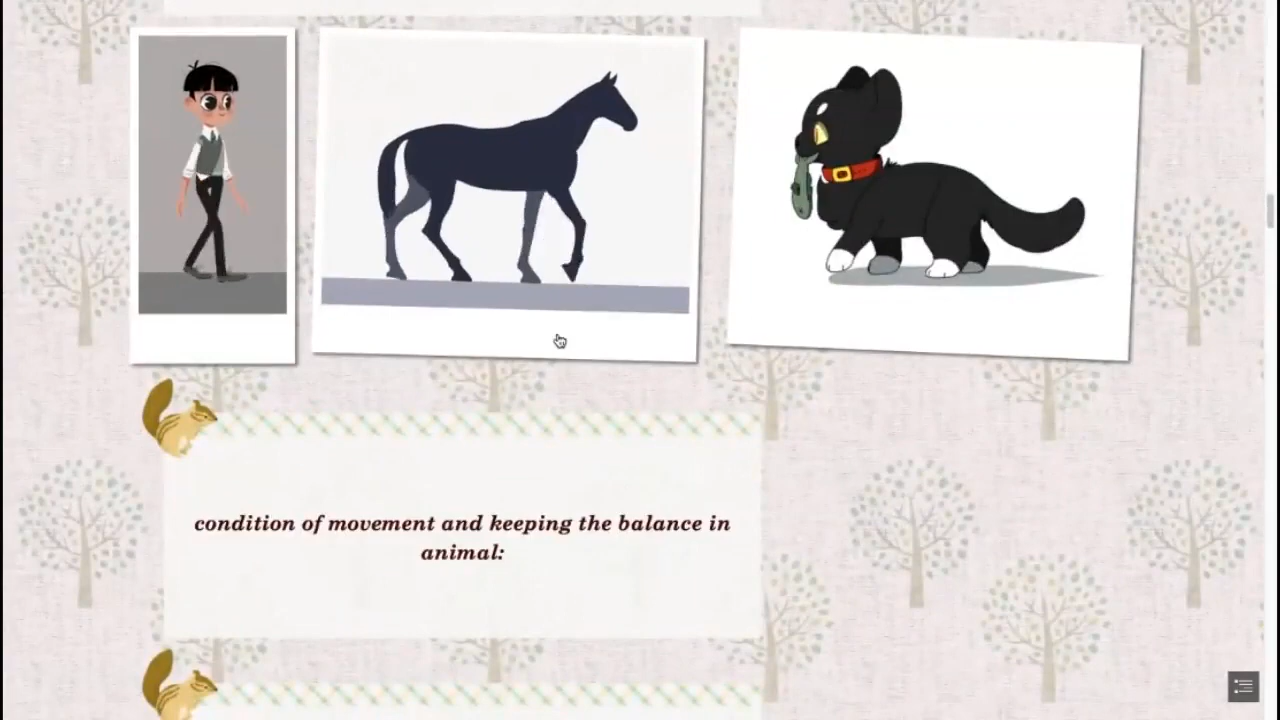 condition of movement and keeping the balance in
animal: